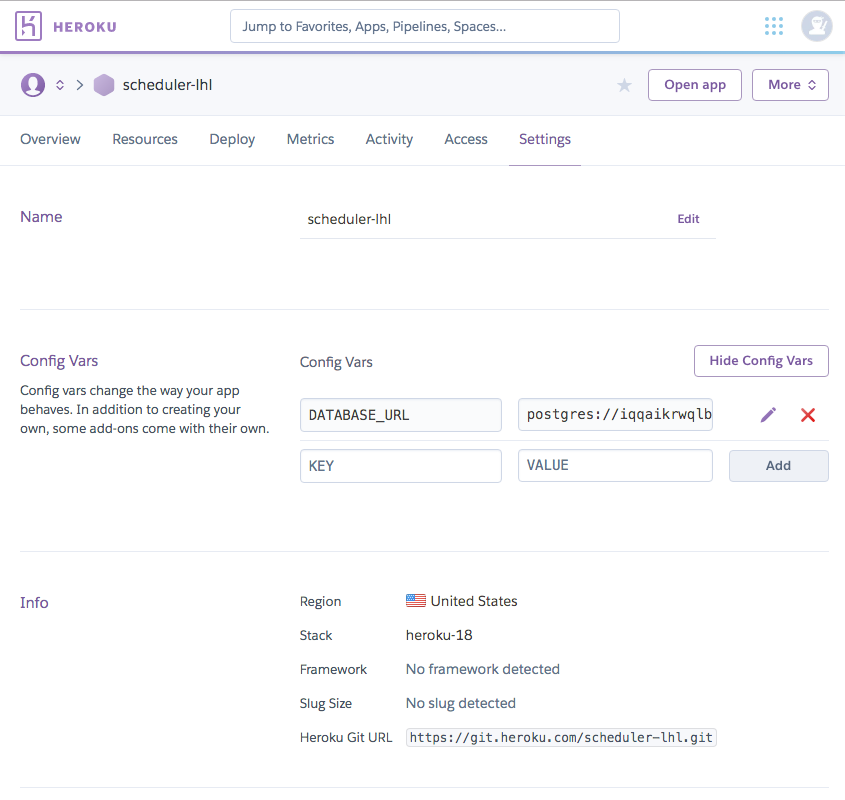 HEROKU
Jump to Favorites, Apps, Pipelines, Spaces...
scheduler-lhl
Open app
More
Overview
Resources
Deploy
Metrics
Activity
Access
Settings
Name
scheduler-lhl
Edit
Config Vars
Config vars change the way your app
behaves. In addition to creating your
own, some add-ons come with their own.
Config Vars
Hide Config Vars
DATABASE_URL
postgres://iqqaikrwqlb
KEY
VALUE
Add
Info
Region
United States
Stack
heroku-18
Framework
No framework detected
Slug Size
No slug detected
Heroku Git URL
https://git.heroku.com/scheduler-lhl.git